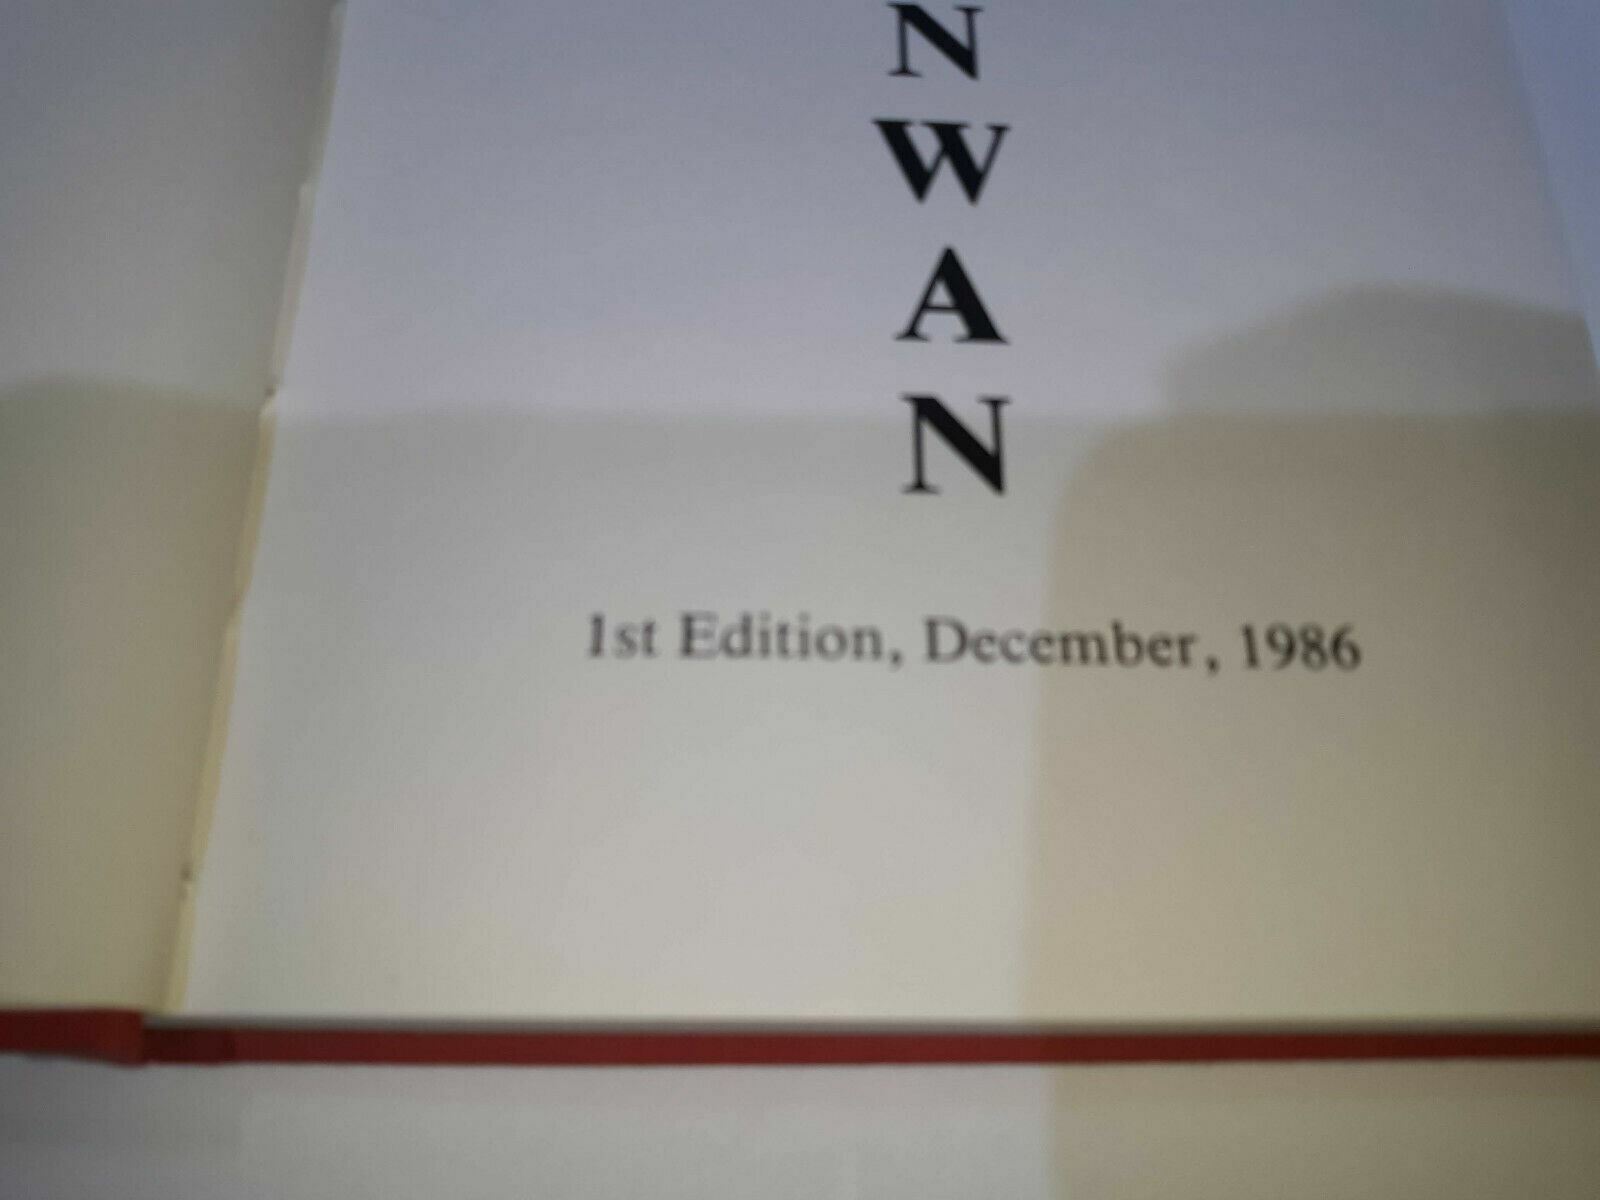 N
W
A
N
1st Edition, December, 1986